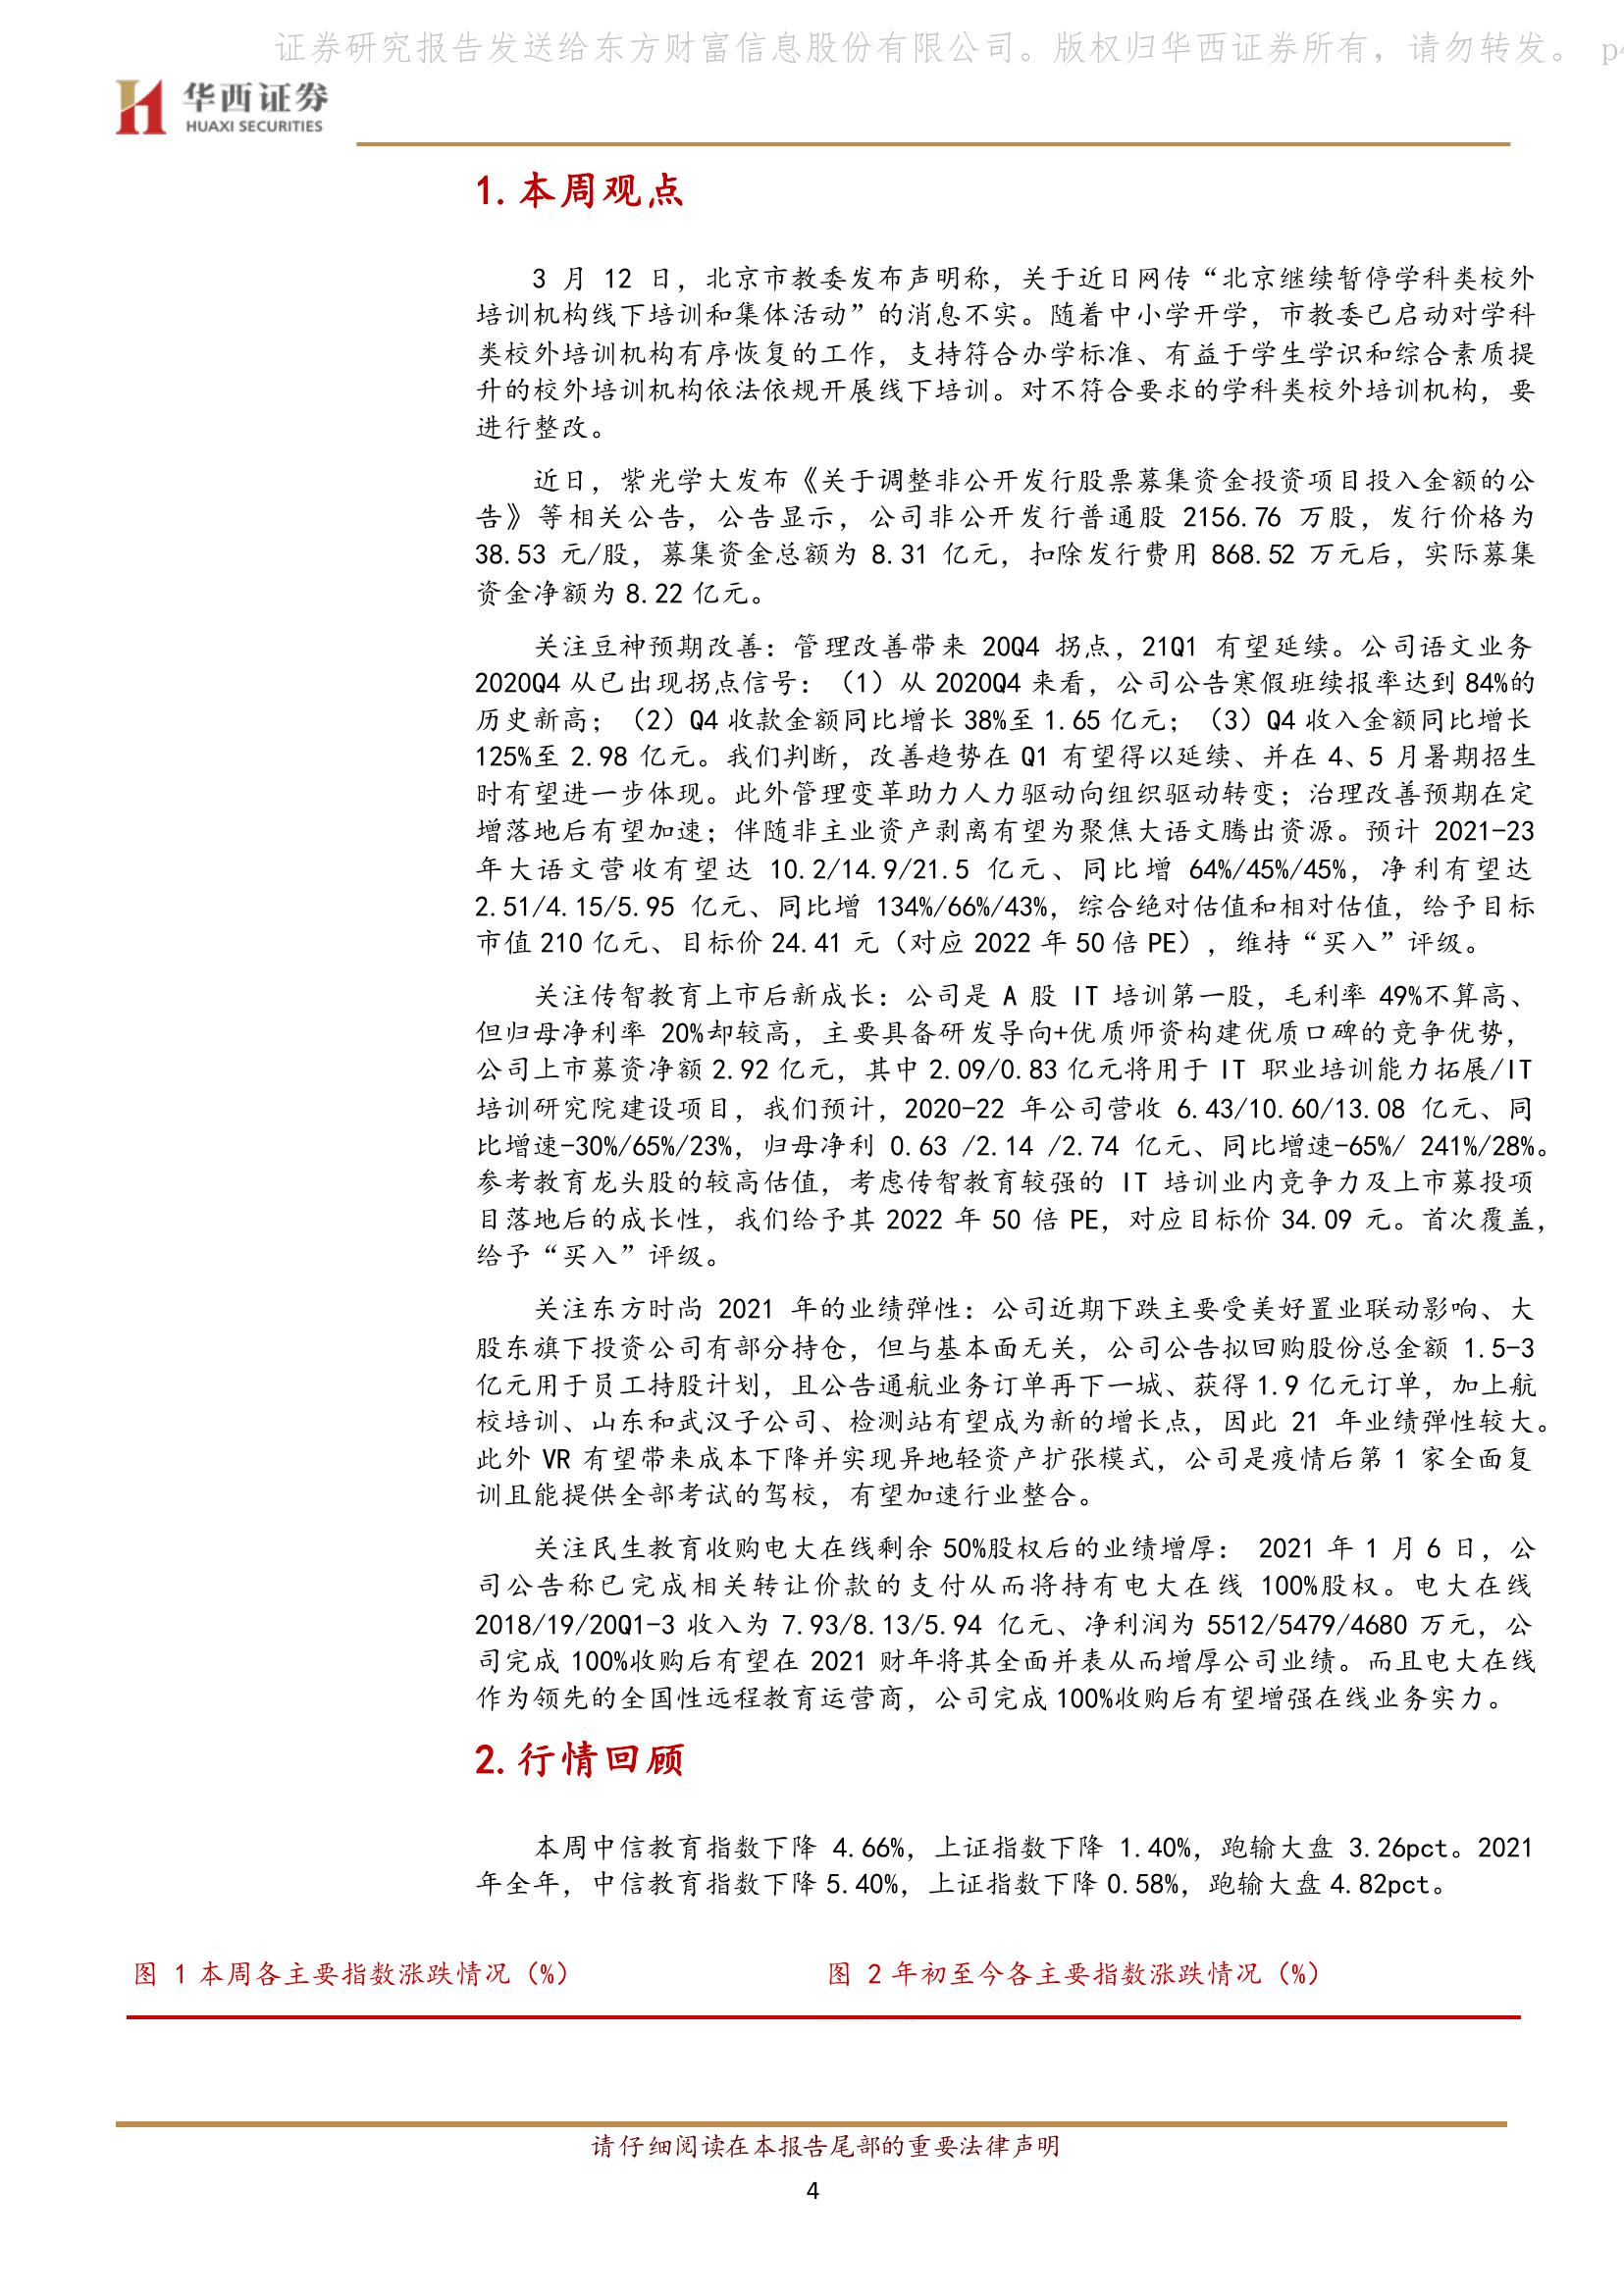 证券研究报告发送给东方财富信息股份有限公司。版权归华西证券所有，请勿转发。 p4
华西证券
HUAXI SECURITIES
1.本周观点
3 月 12 日，北京市教委发布声明称，关于近日网传“北京继续暂停学科类校外
培训机构线下培训和集体活动”的消息不实。随着中小学开学，市教委已启动对学科
类校外培训机构有序恢复的工作，支持符合办学标准、有益于学生学识和综合素质提
升的校外培训机构依法依规开展线下培训。对不符合要求的学科类校外培训机构，要
进行整改。
近日，紫光学大发布《关于调整非公开发行股票募集资金投资项目投入金额的公
告》等相关公告，公告显示，公司非公开发行普通股 2156.76 万股，发行价格为
38.53 元/股，募集资金总额为 8.31 亿元，扣除发行费用 868.52 万元后，实际募集
资金净额为 8.22 亿元。
关注豆神预期改善：管理改善带来 20Q4 拐点，21Q1 有望延续。公司语文业务
2020Q4 从已出现拐点信号：（1）从 2020Q4 来看，公司公告寒假班续报率达到 84%的
历史新高；（2）Q4 收款金额同比增长 38%至 1.65 亿元；（3）Q4 收入金额同比增长
125%至 2.98 亿元。我们判断，改善趋势在 Q1 有望得以延续、并在 4、5 月暑期招生
时有望进一步体现。此外管理变革助力人力驱动向组织驱动转变；治理改善预期在定
增落地后有望加速；伴随非主业资产剥离有望为聚焦大语文腾出资源。预计 2021-23
年大语文营收有望达 10.2/14.9/21.5 亿元、同比增 64%/45%/45%，净利有望达
2.51/4.15/5.95 亿元、同比增 134%/66%/43%，综合绝对估值和相对估值，给予目标
市值 210 亿元、目标价 24.41 元（对应 2022 年 50 倍 PE），维持“买入”评级。
关注传智教育上市后新成长：公司是 A 股 IT 培训第一股，毛利率 49%不算高、
但归母净利率 20%却较高，主要具备研发导向+优质师资构建优质口碑的竞争优势，
公司上市募资净额 2.92 亿元，其中 2.09/0.83 亿元将用于 IT 职业培训能力拓展/IT
培训研究院建设项目，我们预计，2020-22 年公司营收 6.43/10.60/13.08 亿元、同
比增速-30%/65%/23%，归母净利 0.63 /2.14 /2.74 亿元、同比增速-65%/ 241%/28%。
参考教育龙头股的较高估值，考虑传智教育较强的 IT 培训业内竞争力及上市募投项
目落地后的成长性，我们给予其 2022 年 50 倍 PE，对应目标价 34.09 元。首次覆盖，
给予“买入”评级。
关注东方时尚 2021 年的业绩弹性：公司近期下跌主要受美好置业联动影响、大
股东旗下投资公司有部分持仓，但与基本面无关，公司公告拟回购股份总金额 1.5-3
亿元用于员工持股计划，且公告通航业务订单再下一城、获得 1.9 亿元订单，加上航
校培训、山东和武汉子公司、检测站有望成为新的增长点，因此 21 年业绩弹性较大。
此外 VR 有望带来成本下降并实现异地轻资产扩张模式，公司是疫情后第 1 家全面复
训且能提供全部考试的驾校，有望加速行业整合。
关注民生教育收购电大在线剩余 50%股权后的业绩增厚： 2021 年 1 月 6 日，公
司公告称已完成相关转让价款的支付从而将持有电大在线 100%股权。电大在线
2018/19/20Q1-3 收入为 7.93/8.13/5.94 亿元、净利润为 5512/5479/4680 万元，公
司完成 100%收购后有望在 2021 财年将其全面并表从而增厚公司业绩。而且电大在线
作为领先的全国性远程教育运营商，公司完成 100%收购后有望增强在线业务实力。
2.行情回顾
本周中信教育指数下降 4.66%，上证指数下降 1.40%，跑输大盘 3.26pct。2021
年全年，中信教育指数下降 5.40%，上证指数下降 0.58%，跑输大盘 4.82pct。
图 1 本周各主要指数涨跌情况（%）
图 2 年初至今各主要指数涨跌情况（%）
请仔细阅读在本报告尾部的重要法律声明
4